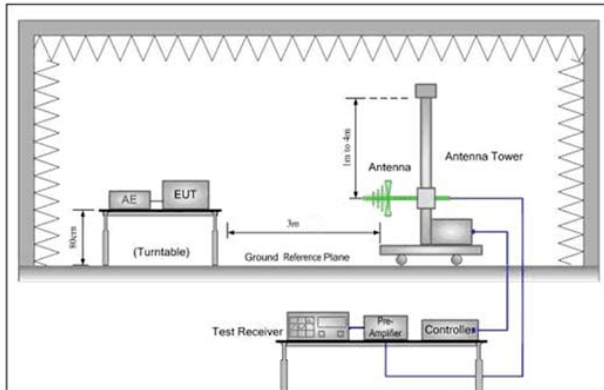 1m to 4m
Antenna
Antenna Tower
AE
EUT
3m
80cm
(Turntable)
Ground Reference Plane
Test Receiver
Pre-
Amplifier
Controller